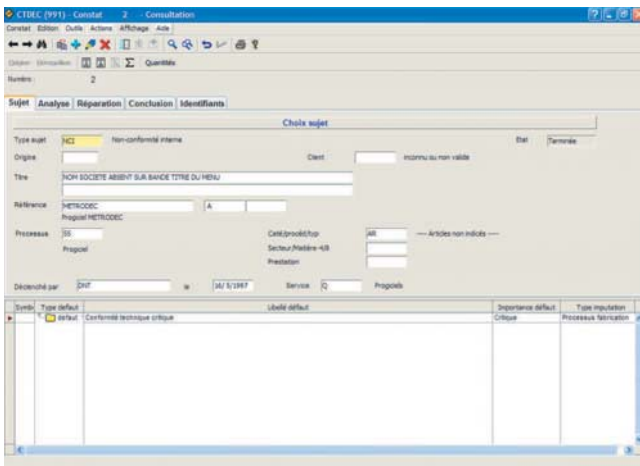 CTDEC (991) - Constat 2 - Consultation
Constat Edition Outils Actions Affichage Aide
Quantités
Numéro : 2
Sujet Analyse Réparation Conclusion Identifiants
Choix sujet
Type sujet NCI Non-conformité interne Etat Terminée
Origine Client inconnu ou non valide
Titre NOM SOCIETE ABSENT SUR BANDE TITRE DU MENU
Référence METRODEC A
Progiciel METRODEC
Processus SS Caté/procéd/typ AR ---- Articles non indicés ----
Progiciel Secteur/Matière
Prestation
Déclenché par DNT le 16/ 5/1997 Service Q Progiciels
Symb Type défaut Libellé défaut Importance défaut Type imputation
défaut Conformité technique critique Critique Processus fabrication